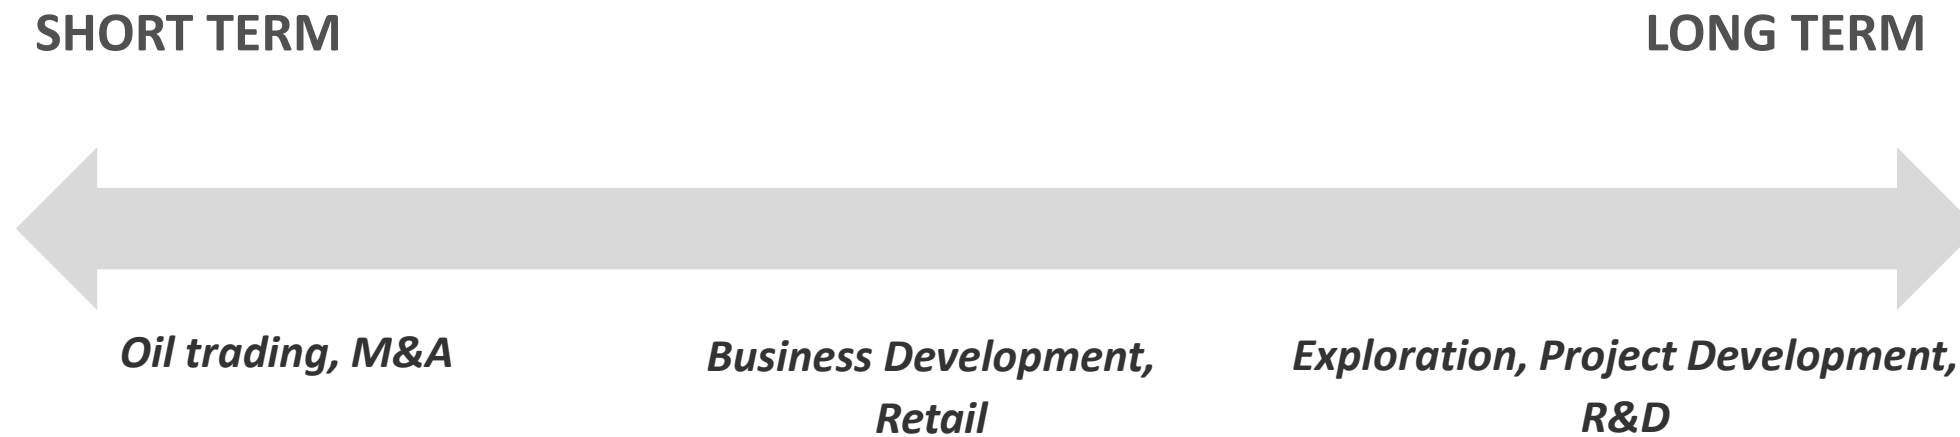 SHORT TERM
LONG TERM
Oil trading, M&A
Business Development,
Retail
Exploration, Project Development,
R&D